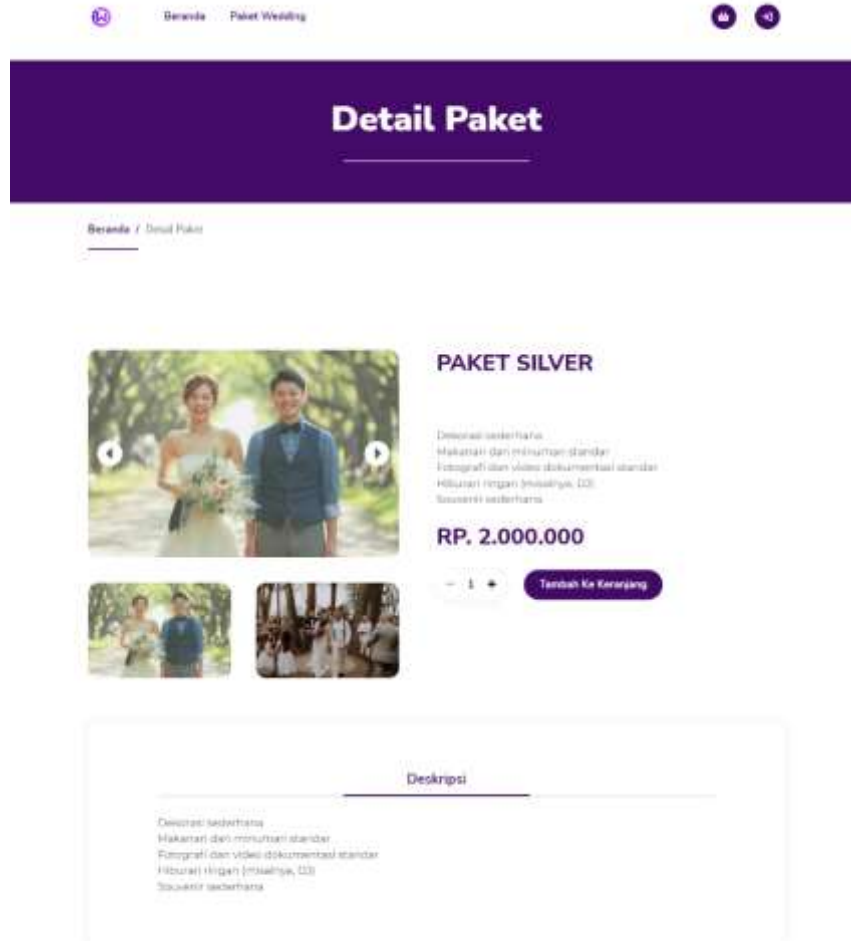 Beranda Paket Wedding
Detail Paket
Beranda / Detail Paket
PAKET SILVER
Dekorasi sederhana
Makanan dan minuman standar
Fotografi dan video dokumentasi standar
Hiburan ringan (misalnya, DJ)
Souvenir sederhana
RP. 2.000.000
- 1 + Tambah Ke Keranjang
Deskripsi
Dekorasi sederhana
Makanan dan minuman standar
Fotografi dan video dokumentasi standar
Hiburan ringan (misalnya, DJ)
Souvenir sederhana